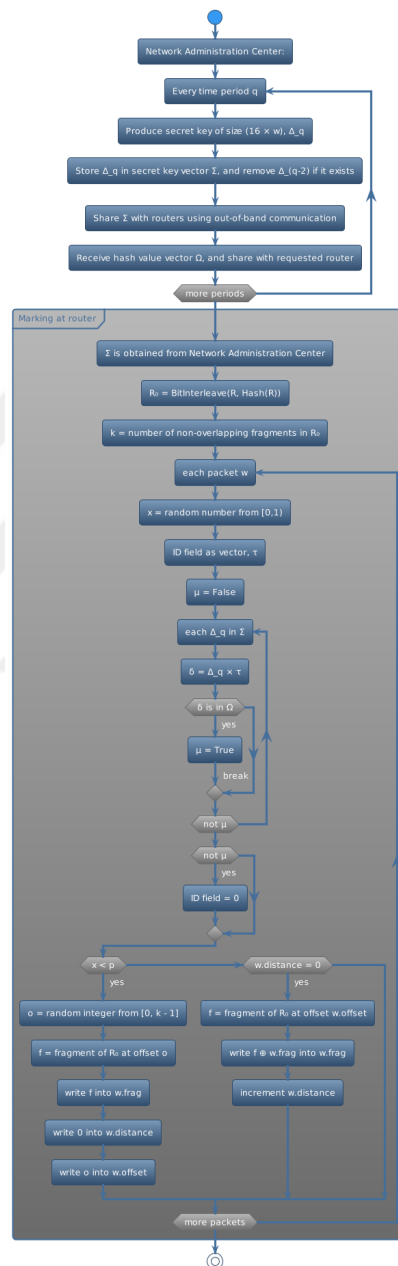 Network Administration Center:
Every time period q
Produce secret key of size (16 × w), Δ_q
Store Δ_q in secret key vector Σ, and remove Δ_(q-2) if it exists
Share Σ with routers using out-of-band communication
Receive hash value vector Ω, and share with requested router
more periods
Marking at router
Σ is obtained from Network Administration Center
R₀ = BitInterleave(R, Hash(R))
k = number of non-overlapping fragments in R₀
each packet w
x = random number from [0,1)
ID field as vector, τ
μ = False
each Δ_q in Σ
δ = Δ_q × τ
δ is in Ω
yes
μ = True
break
not μ
not μ
yes
ID field = 0
x < p
w.distance = 0
yes
yes
o = random integer from [0, k - 1]
f = fragment of R₀ at offset w.offset
f = fragment of R₀ at offset o
write f ⊕ w.frag into w.frag
write f into w.frag
increment w.distance
write 0 into w.distance
write o into w.offset
more packets